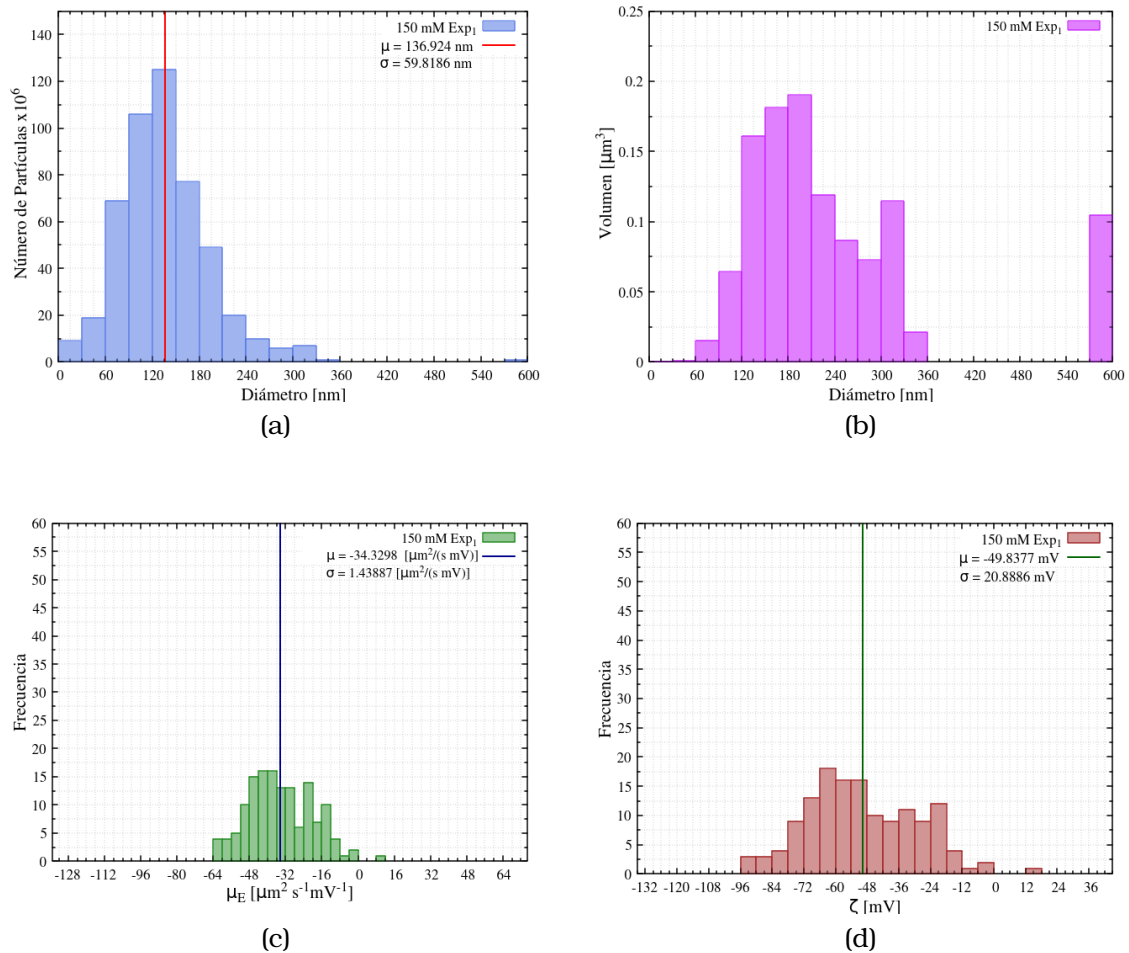 150 mM Exp₁
μ = 136.924 nm
σ = 59.8186 nm
Número de Partículas x10⁶
140
120
100
80
60
40
20
0
0 60 120 180 240 300 360 420 480 540 600
Diámetro [nm]
(a)
150 mM Exp₁
Volumen [μm³]
0.25
0.2
0.15
0.1
0.05
0
0 60 120 180 240 300 360 420 480 540 600
Diámetro [nm]
(b)
150 mM Exp₁
μ = -34.3298 [μm²/(s mV)]
σ = 1.43887 [μm²/(s mV)]
Frecuencia
60
55
50
45
40
35
30
25
20
15
10
5
0
-128 -112 -96 -80 -64 -48 -32 -16 0 16 32 48 64
μ_E [μm² s⁻¹mV⁻¹]
(c)
150 mM Exp₁
μ = -49.8377 mV
σ = 20.8886 mV
Frecuencia
60
55
50
45
40
35
30
25
20
15
10
5
0
-132 -120 -108 -96 -84 -72 -60 -48 -36 -24 -12 0 12 24 36
ζ [mV]
(d)